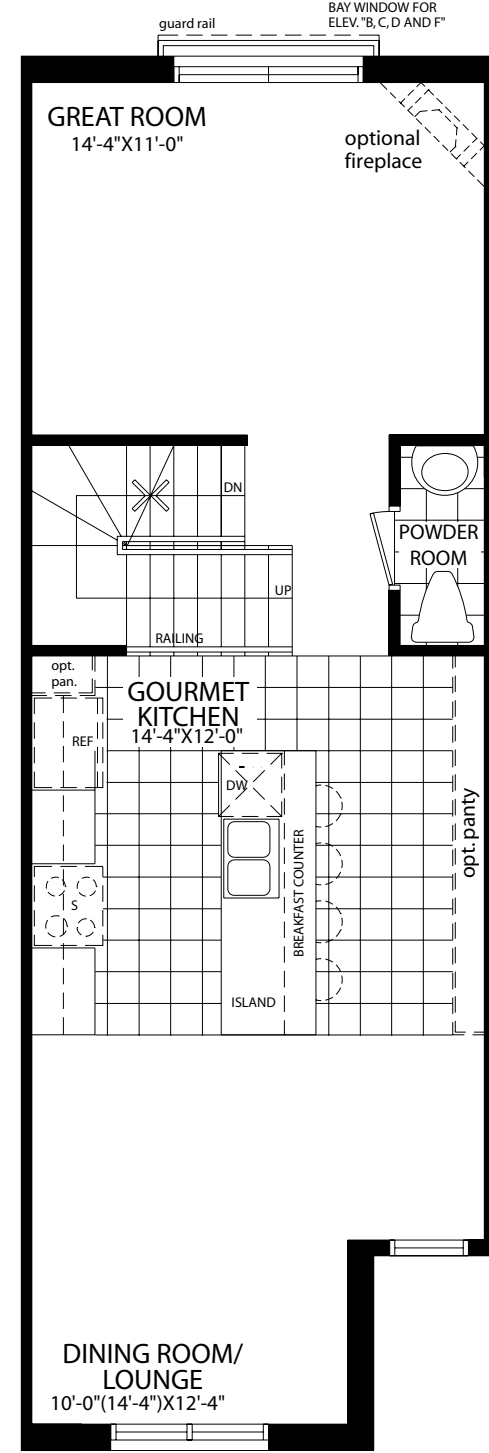 guard rail
BAY WINDOW FOR
ELEV. "B, C, D AND F"
GREAT ROOM
14'-4"X11'-0"
optional
fireplace
DN
UP
RAILING
POWDER
ROOM
opt.
pan.
REF
GOURMET
KITCHEN
14'-4"X12'-0"
DW
S
BREAKFAST COUNTER
ISLAND
opt. panty
DINING ROOM/
LOUNGE
10'-0"(14'-4")X12'-4"